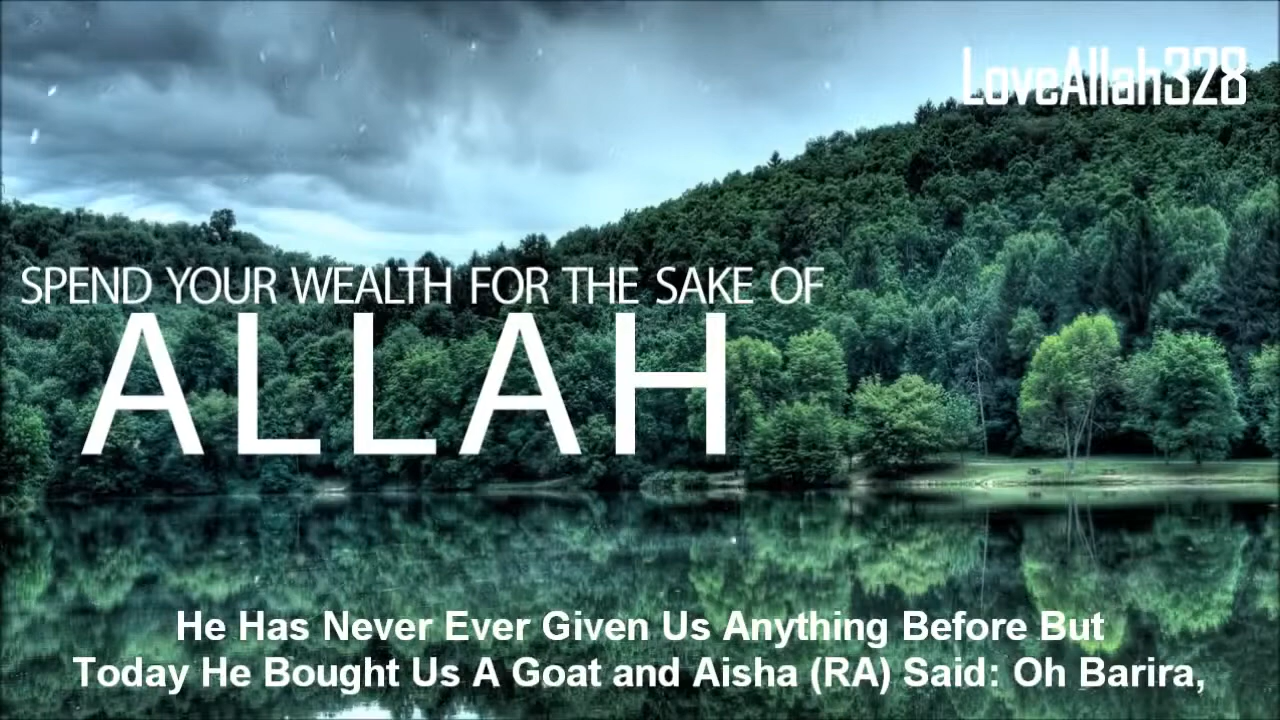 LoveAllah328
SPEND YOUR WEALTH FOR THE SAKE OF
ALLAH
He Has Never Ever Given Us Anything Before But
Today He Bought Us A Goat and Aisha (RA) Said: Oh Barira,